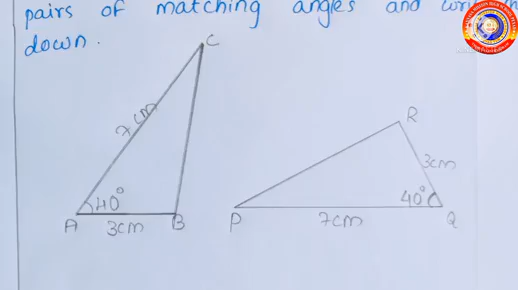 pairs of matching angles and
down.
C
7cm
R
3cm
40°
40°
A
3cm
B
P
7cm
Q